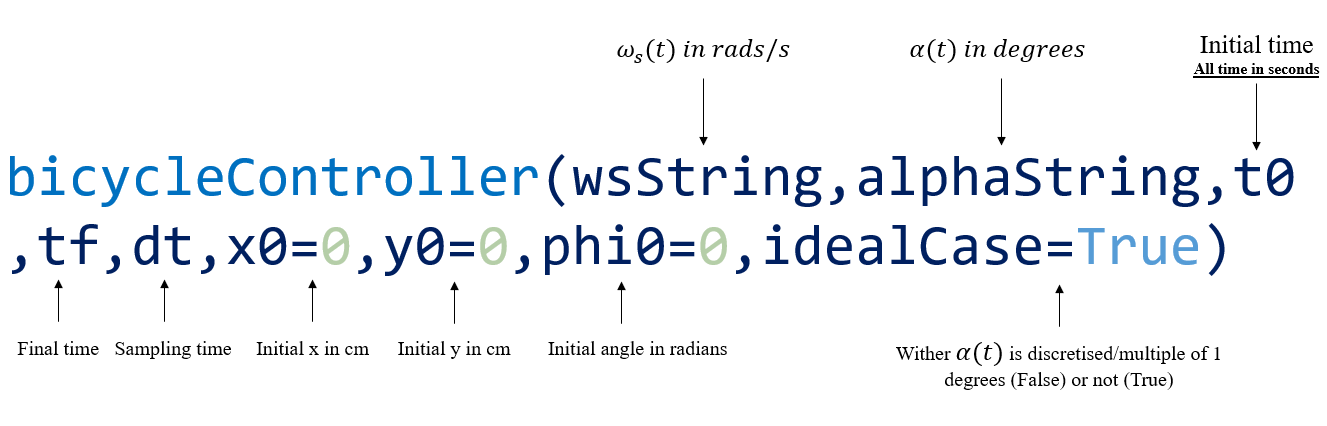 ωₛ(t) in rads/s
α(t) in degrees
Initial time
All time in seconds
bicycleController(wsString,alphaString,t0
,tf,dt,x0=0,y0=0,phi0=0,idealCase=True)
Final time
Sampling time
Initial x in cm
Initial y in cm
Initial angle in radians
Wither α(t) is discretised/multiple of 1
degrees (False) or not (True)